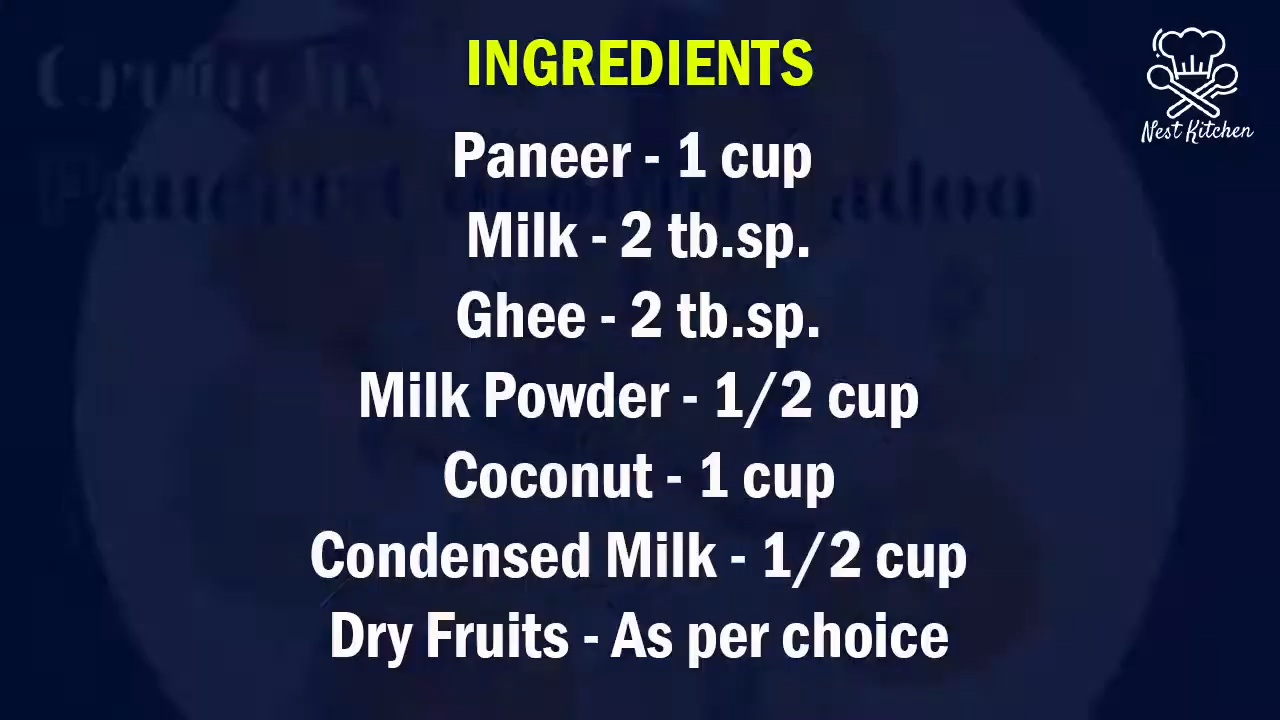 INGREDIENTS
Nest Kitchen
Paneer - 1 cup
Milk - 2 tb.sp.
Ghee - 2 tb.sp.
Milk Powder - 1/2 cup
Coconut - 1 cup
Condensed Milk - 1/2 cup
Dry Fruits - As per choice